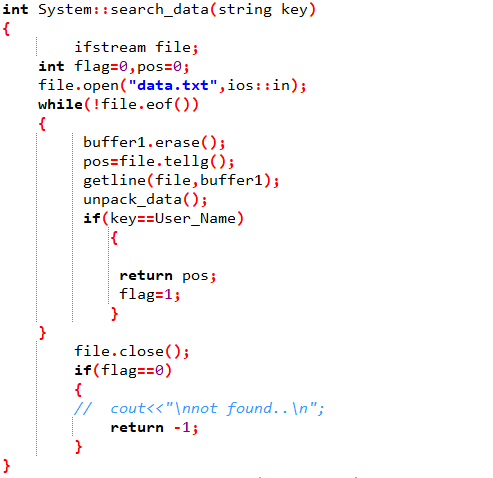 int System::search_data(string key)
{
ifstream file;
int flag=0,pos=0;
file.open("data.txt",ios::in);
while(!file.eof())
{
buffer1.erase();
pos=file.tellg();
getline(file,buffer1);
unpack_data();
if(key==User_Name)
{
return pos;
flag=1;
}
}
file.close();
if(flag==0)
{
// cout<<"\nnot found..\n";
return -1;
}
}